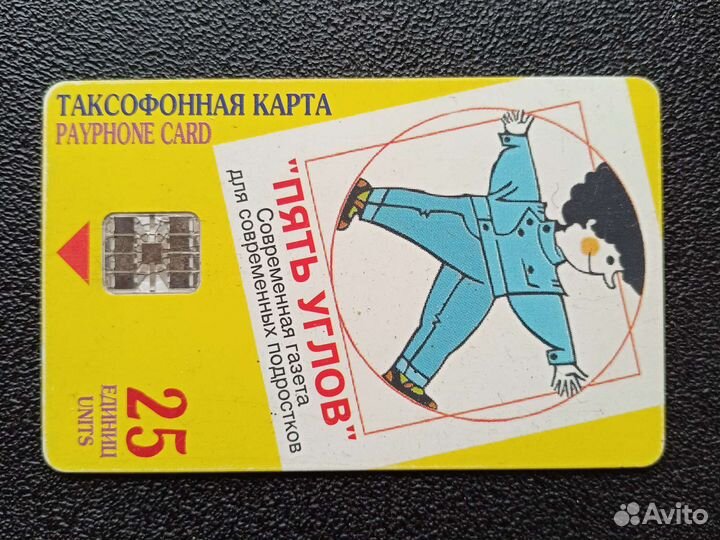 ТАКСОФОННАЯ КАРТА
PAYPHONE CARD
"ПЯТЬ УГЛОВ"
Современная газета
для современных подростков
25
ЕДИНИЦ
UNITS
Avito